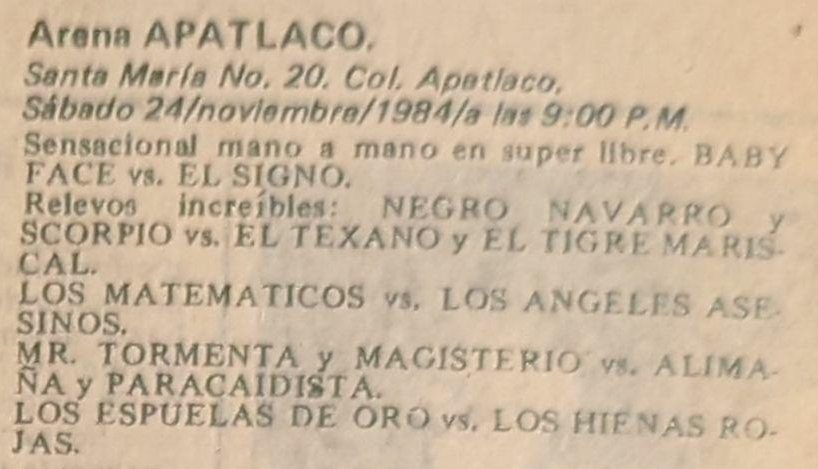 Arena APATLACO.
Santa María No. 20. Col. Apatlaco.
Sábado 24/noviembre/1984/a las 9:00 P.M.
Sensacional mano a mano en super libre. BABY
FACE vs. EL SIGNO.
Relevos increíbles: NEGRO NAVARRO y
SCORPIO vs. EL TEXANO y EL TIGRE MARIS-
CAL.
LOS MATEMATICOS vs. LOS ANGELES ASE-
SINOS.
MR. TORMENTA y MAGISTERIO vs. ALIMA-
ÑA y PARACAIDISTA.
LOS ESPUELAS DE ORO vs. LOS HIENAS RO-
JAS.